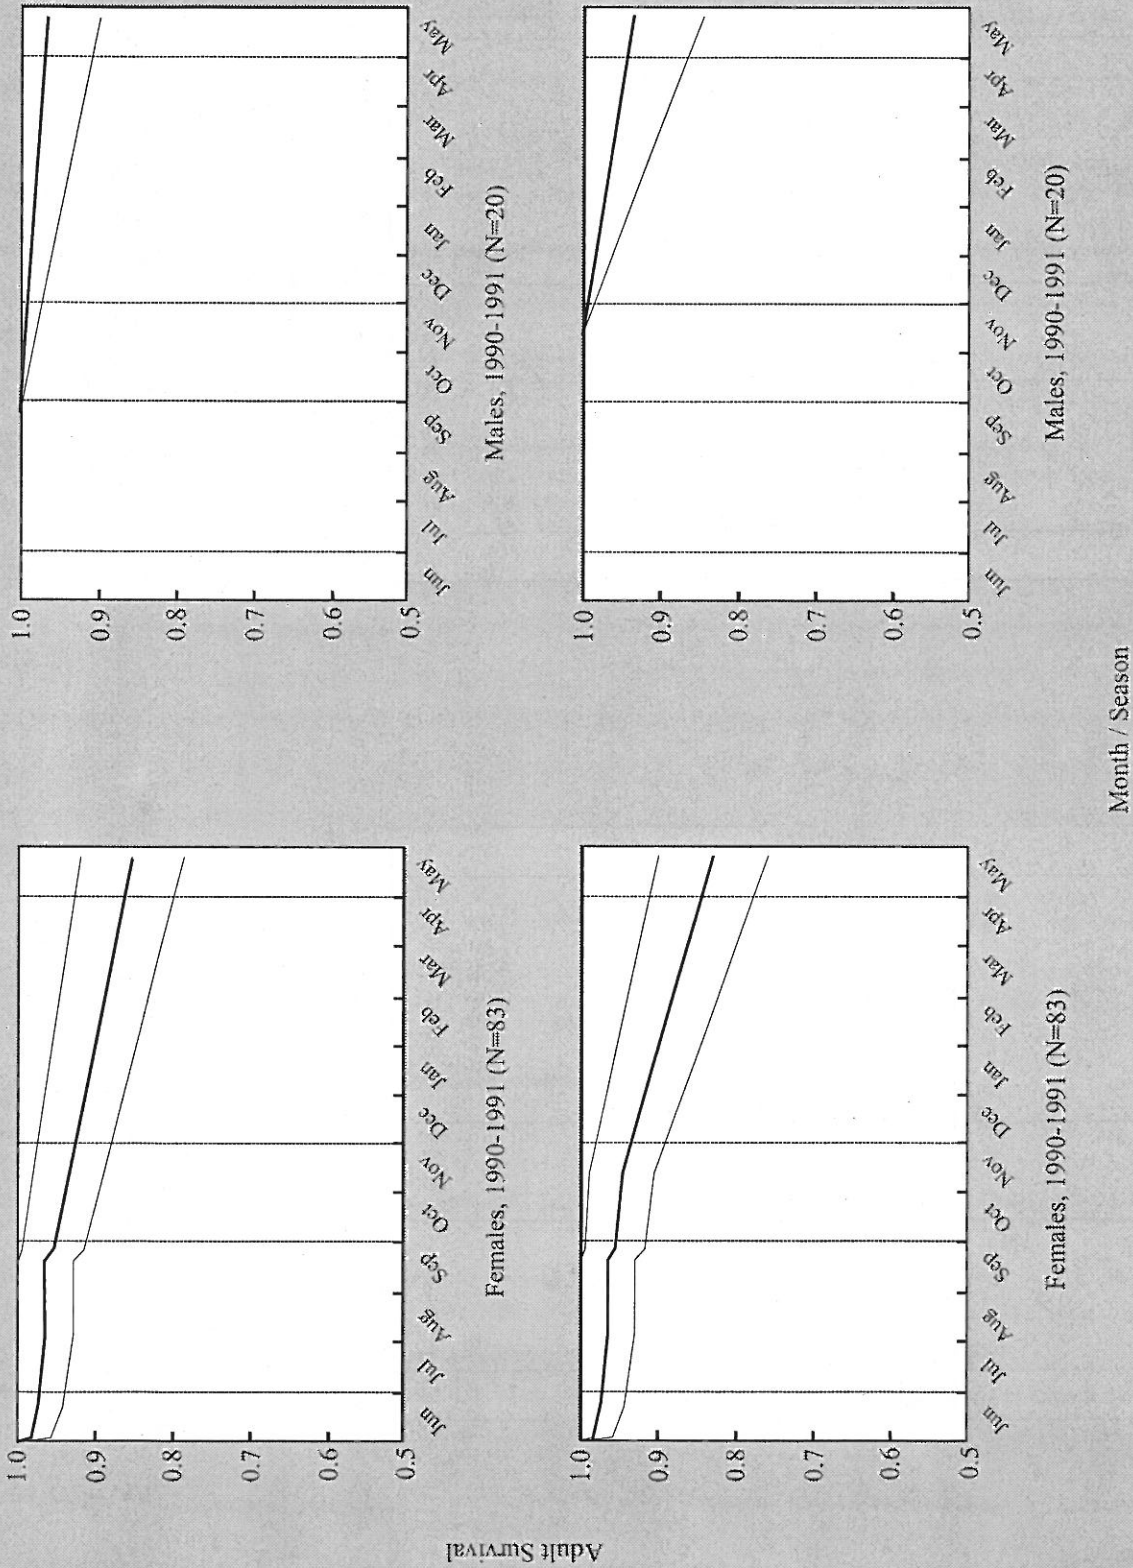 Adult Survival
1.0
0.9
0.8
0.7
0.6
0.5
Jun Jul Aug Sep Oct Nov Dec Jan Feb Mar Apr May
Females, 1990-1991 (N=83)
1.0
0.9
0.8
0.7
0.6
0.5
Jun Jul Aug Sep Oct Nov Dec Jan Feb Mar Apr May
Males, 1990-1991 (N=20)
1.0
0.9
0.8
0.7
0.6
0.5
Jun Jul Aug Sep Oct Nov Dec Jan Feb Mar Apr May
Females, 1990-1991 (N=83)
1.0
0.9
0.8
0.7
0.6
0.5
Jun Jul Aug Sep Oct Nov Dec Jan Feb Mar Apr May
Males, 1990-1991 (N=20)
Month / Season